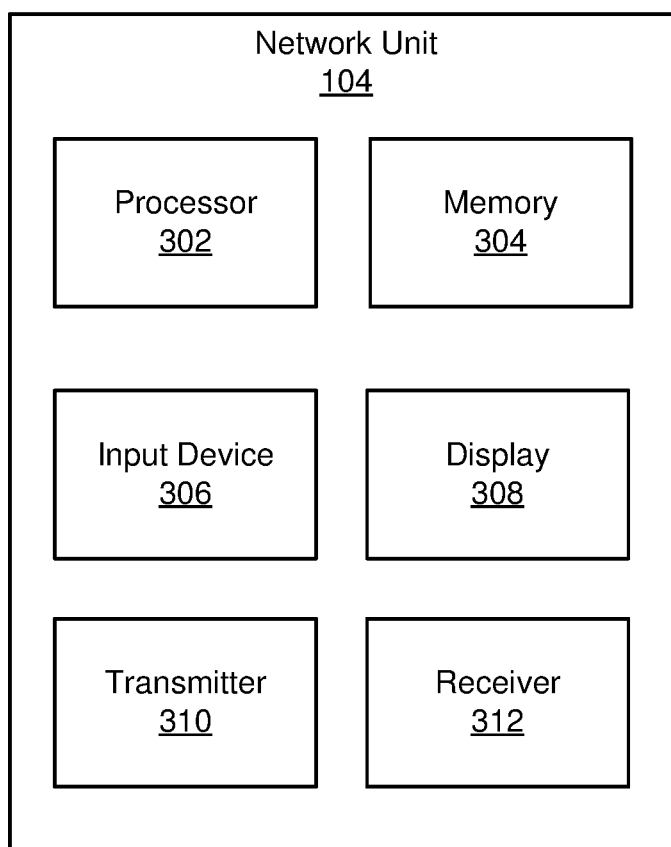 Network Unit
104
Processor
302
Memory
304
Input Device
306
Display
308
Transmitter
310
Receiver
312